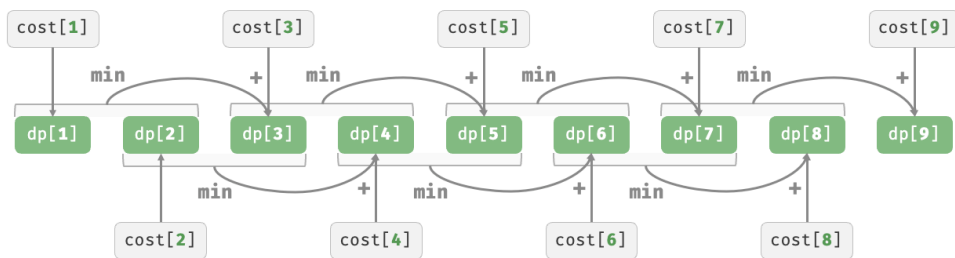 cost[1] cost[3] cost[5] cost[7] cost[9]
min + min + min + min +
dp[1] dp[2] dp[3] dp[4] dp[5] dp[6] dp[7] dp[8] dp[9]
min + min + min +
cost[2] cost[4] cost[6] cost[8]